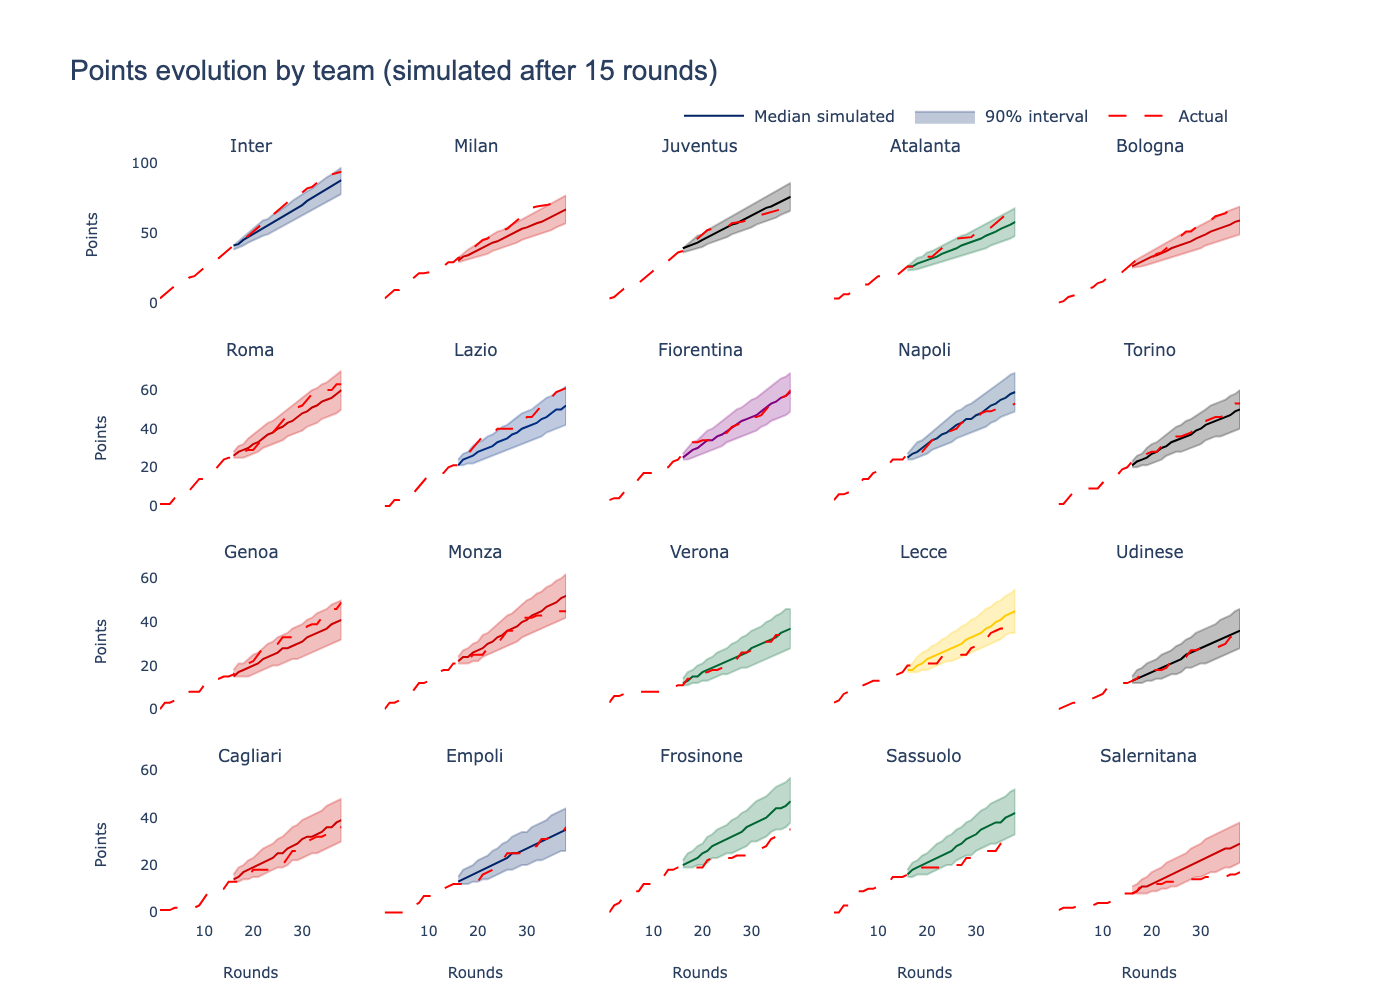 Points evolution by team (simulated after 15 rounds)
Median simulated 90% interval Actual
Inter Milan Juventus Atalanta Bologna
100
50
0
Points
Roma Lazio Fiorentina Napoli Torino
60
40
20
0
Points
Genoa Monza Verona Lecce Udinese
60
40
20
0
Points
Cagliari Empoli Frosinone Sassuolo Salernitana
60
40
20
0
Points
10 20 30 10 20 30 10 20 30 10 20 30 10 20 30
Rounds Rounds Rounds Rounds Rounds